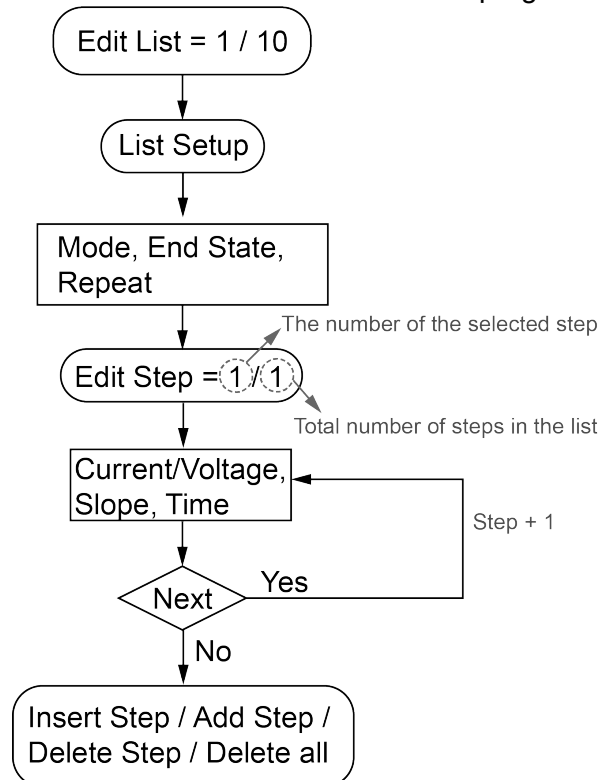 Edit List = 1 / 10
List Setup
Mode, End State,
Repeat
The number of the selected step
Edit Step = 1 / 1
Total number of steps in the list
Current/Voltage,
Slope, Time
Step + 1
Next
Yes
No
Insert Step / Add Step /
Delete Step / Delete all